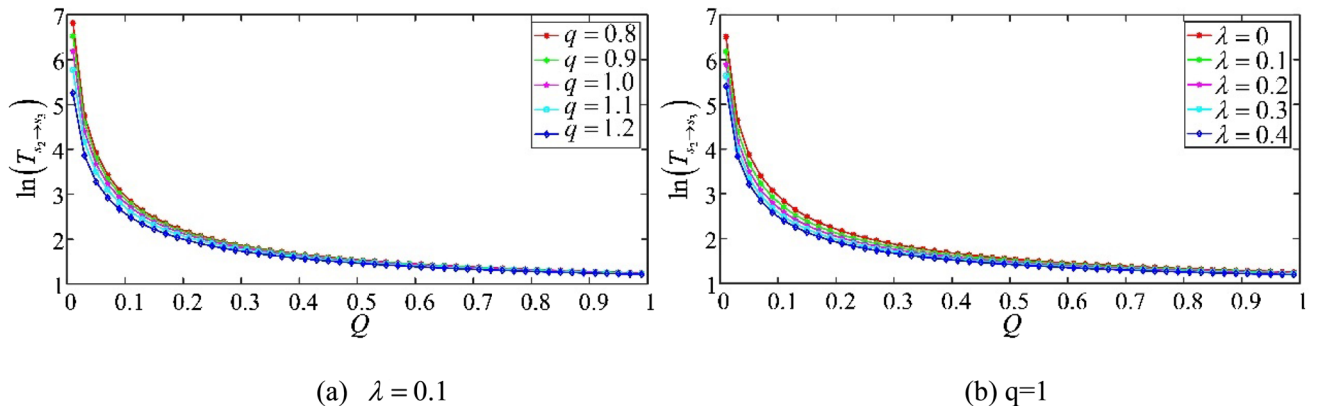 7
6
5
4
3
2
1
ln(T_{s₂→s₃})
0 0.1 0.2 0.3 0.4 0.5 0.6 0.7 0.8 0.9 1
Q
q = 0.8
q = 0.9
q = 1.0
q = 1.1
q = 1.2
(a) λ = 0.1
7
6
5
4
3
2
1
ln(T_{s₂→s₃})
0 0.1 0.2 0.3 0.4 0.5 0.6 0.7 0.8 0.9 1
Q
λ = 0
λ = 0.1
λ = 0.2
λ = 0.3
λ = 0.4
(b) q=1